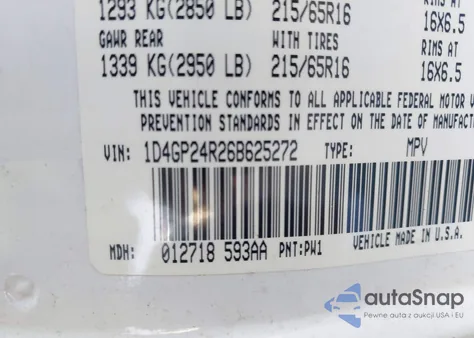 1293 KG(2850 LB) 215/65R16 16X6.5
GAWR REAR WITH TIRES RIMS AT
1339 KG(2950 LB) 215/65R16 16X6.5
THIS VEHICLE CONFORMS TO ALL APPLICABLE FEDERAL MOTOR
PREVENTION STANDARDS IN EFFECT ON THE DATE OF
VIN: 1D4GP24R26B625272 TYPE: MPV
MDH: 012718 593AA PNT:PW1 VEHICLE MADE IN U.S.A.
autoSnap
Pewne auta z aukcji USA i EU